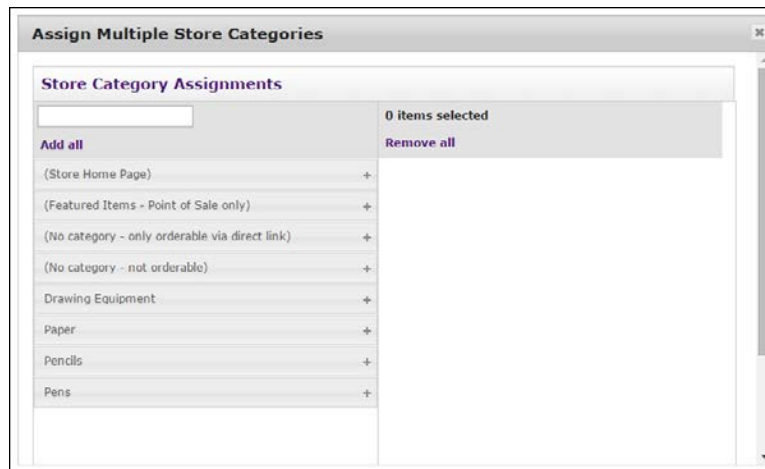 Assign Multiple Store Categories
Store Category Assignments
0 items selected
Add all
Remove all
(Store Home Page)
(Featured Items - Point of Sale only)
(No category - only orderable via direct link)
(No category - not orderable)
Drawing Equipment
Paper
Pencils
Pens